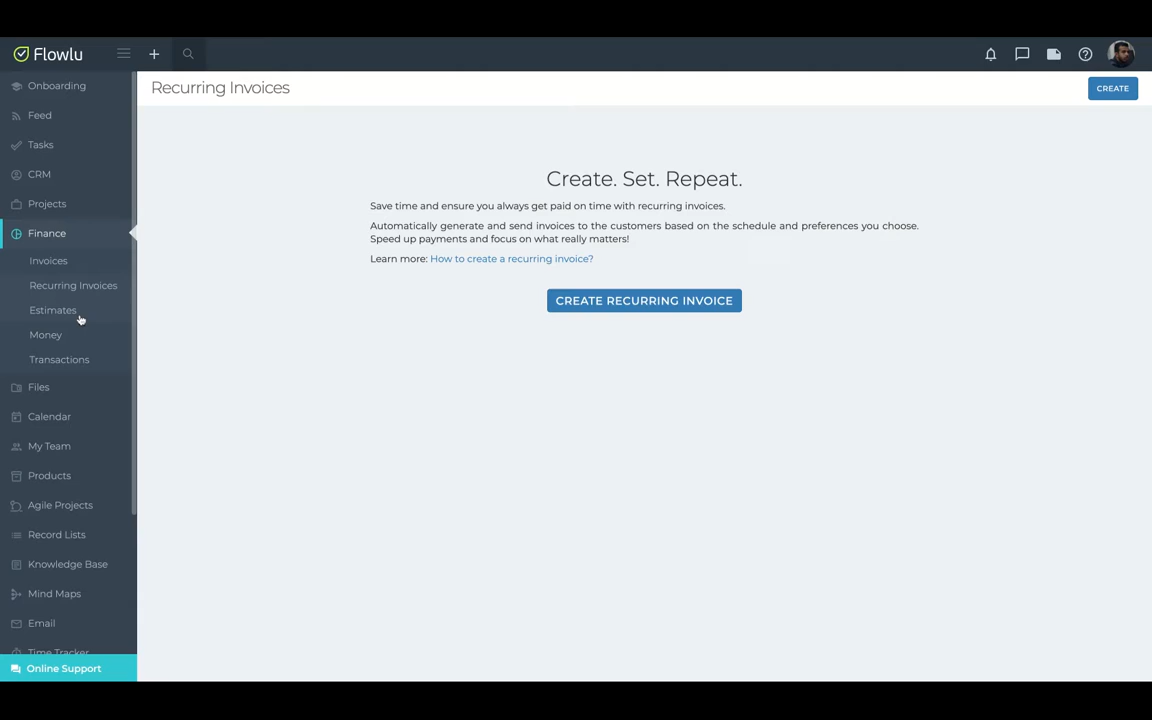 Flowlu
Onboarding
Feed
Tasks
CRM
Projects
Finance
Invoices
Recurring Invoices
Estimates
Money
Transactions
Files
Calendar
My Team
Products
Agile Projects
Record Lists
Knowledge Base
Mind Maps
Email
Time Tracker
Online Support
Recurring Invoices
CREATE
Create. Set. Repeat.
Save time and ensure you always get paid on time with recurring invoices.
Automatically generate and send invoices to the customers based on the schedule and preferences you choose.
Speed up payments and focus on what really matters!
Learn more: How to create a recurring invoice?
CREATE RECURRING INVOICE